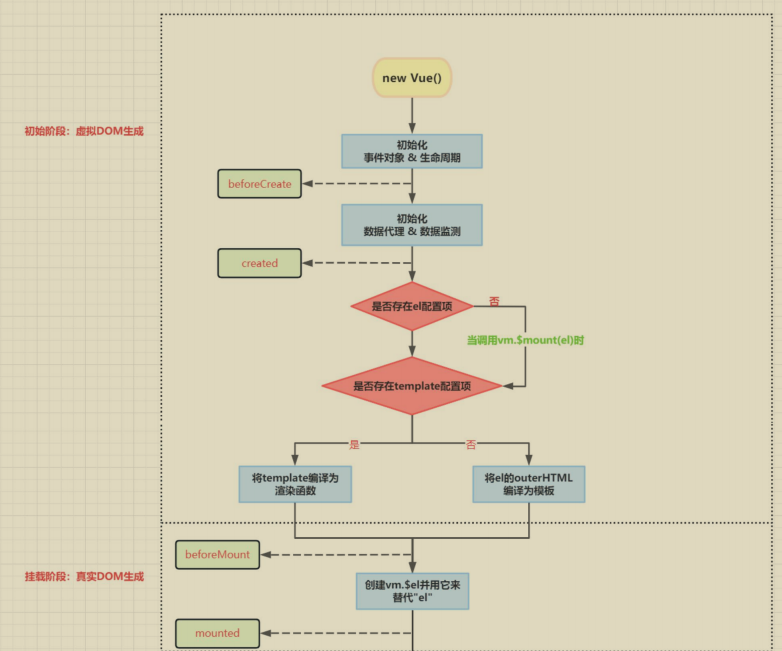 new Vue()
初始阶段：虚拟DOM生成
初始化
事件对象 & 生命周期
beforeCreate
初始化
数据代理 & 数据监测
created
是否存在el配置项
否
当调用vm.$mount(el)时
是否存在template配置项
是
否
将template编译为
渲染函数
将el的outerHTML
编译为模板
beforeMount
挂载阶段：真实DOM生成
创建vm.$el并用它来
替代"el"
mounted